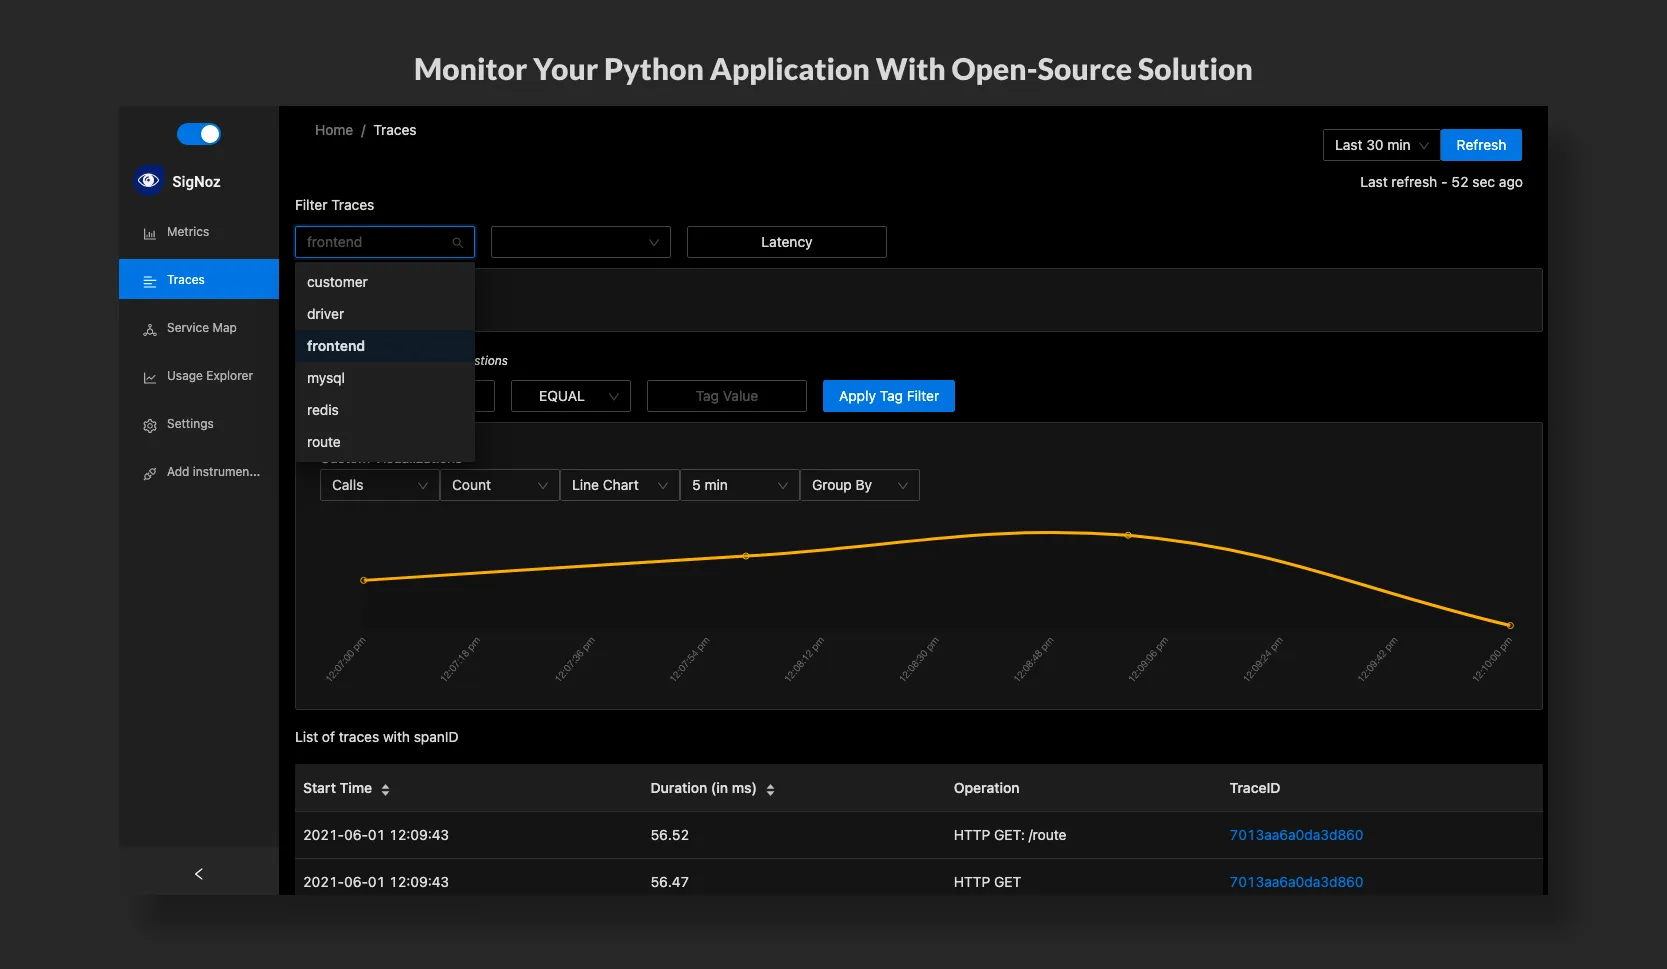 Monitor Your Python Application With Open-Source Solution
Home / Traces
Last 30 min
Refresh
SigNoz
Last refresh - 52 sec ago
Filter Traces
Metrics
frontend
Latency
Traces
customer
driver
Service Map
frontend
stions
Usage Explorer
mysql
EQUAL
Tag Value
Apply Tag Filter
redis
Settings
route
Add instrumen...
Calls
Count
Line Chart
5 min
Group By
12:07:00 pm
12:07:18 pm
12:07:36 pm
12:07:54 pm
12:08:12 pm
12:08:30 pm
12:08:48 pm
12:09:06 pm
12:09:24 pm
12:09:42 pm
12:10:00 pm
List of traces with spanID
Start Time
Duration (in ms)
Operation
TraceID
2021-06-01 12:09:43
56.52
HTTP GET: /route
7013aa6a0da3d860
2021-06-01 12:09:43
56.47
HTTP GET
7013aa6a0da3d860